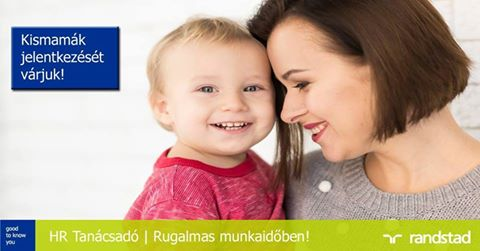 Kismamák
jelentkezését
várjuk!
good
to know
you
HR Tanácsadó | Rugalmas munkaidőben!
randstad